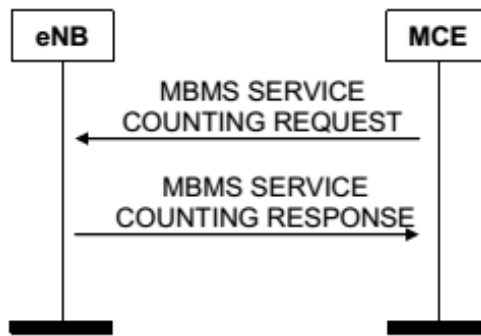 eNB
MCE
MBMS SERVICE
COUNTING REQUEST
MBMS SERVICE
COUNTING RESPONSE